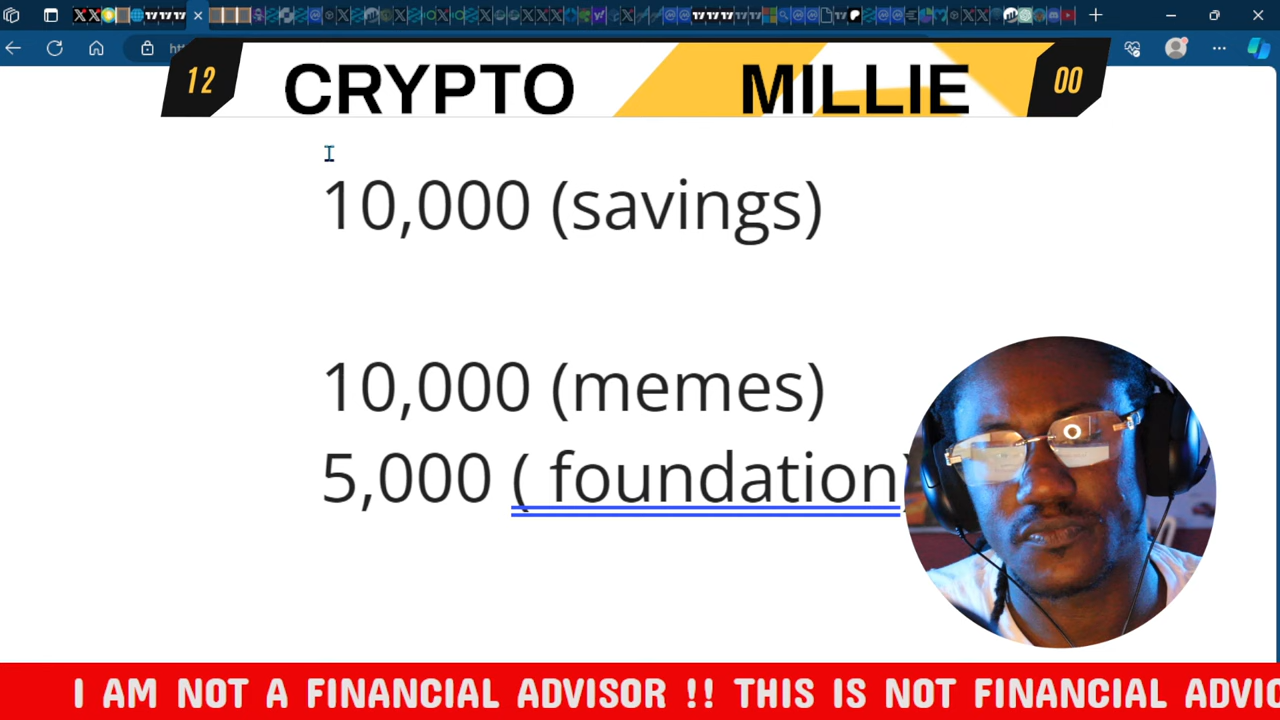 12 CRYPTO MILLIE 00
10,000 (savings)
10,000 (memes)
5,000 ( foundation)
I AM NOT A FINANCIAL ADVISOR !! THIS IS NOT FINANCIAL ADVIC